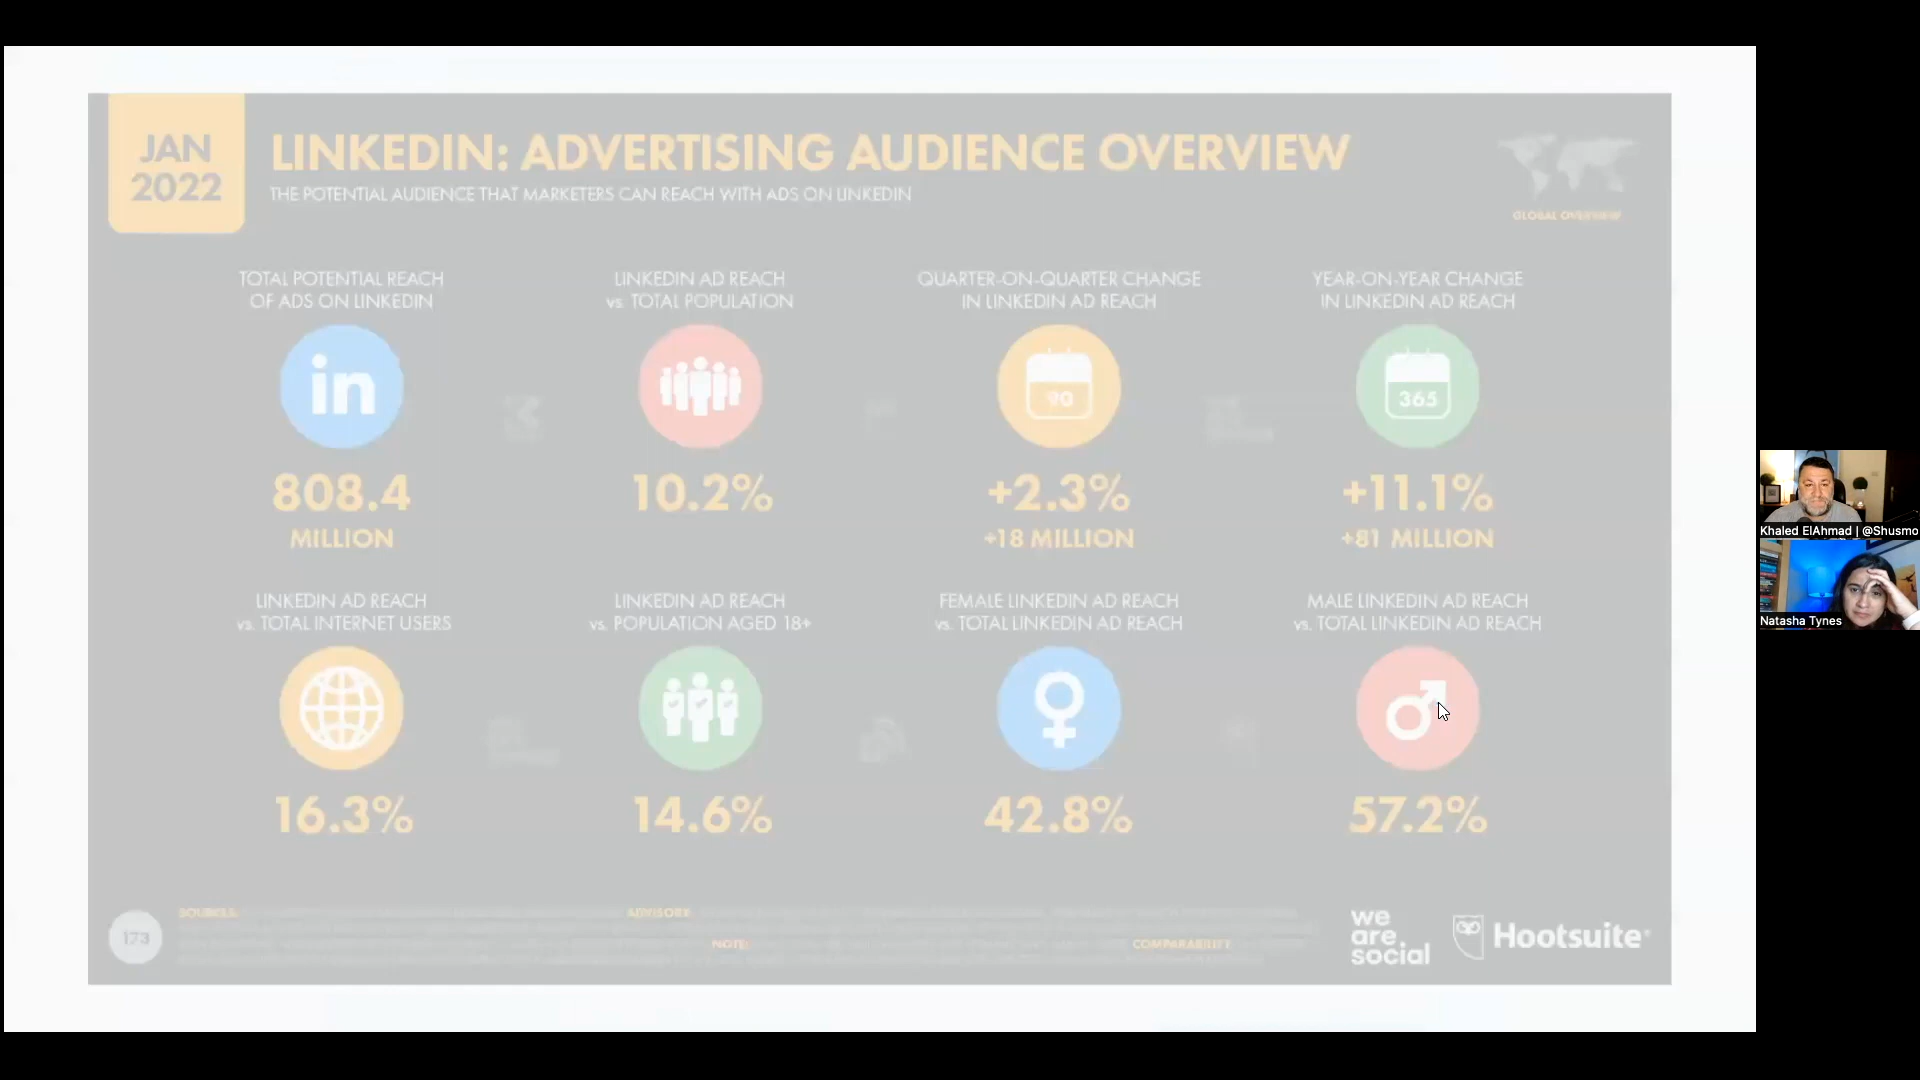 JAN
2022
LINKEDIN: ADVERTISING AUDIENCE OVERVIEW
THE POTENTIAL AUDIENCE THAT MARKETERS CAN REACH WITH ADS ON LINKEDIN
GLOBAL OVERVIEW
TOTAL POTENTIAL REACH
OF ADS ON LINKEDIN
in
808.4
MILLION
LINKEDIN AD REACH
vs. TOTAL POPULATION
10.2%
QUARTER-ON-QUARTER CHANGE
IN LINKEDIN AD REACH
90
+2.3%
+18 MILLION
YEAR-ON-YEAR CHANGE
IN LINKEDIN AD REACH
365
+11.1%
+81 MILLION
LINKEDIN AD REACH
vs. TOTAL INTERNET USERS
16.3%
LINKEDIN AD REACH
vs. POPULATION AGED 18+
14.6%
FEMALE LINKEDIN AD REACH
vs. TOTAL LINKEDIN AD REACH
42.8%
MALE LINKEDIN AD REACH
vs. TOTAL LINKEDIN AD REACH
57.2%
173
SOURCES:
ADVISORY:
NOTE:
COMPARABILITY:
we
are
social
Hootsuite®
Khaled ElAhmad | @Shusmo
Natasha Tynes